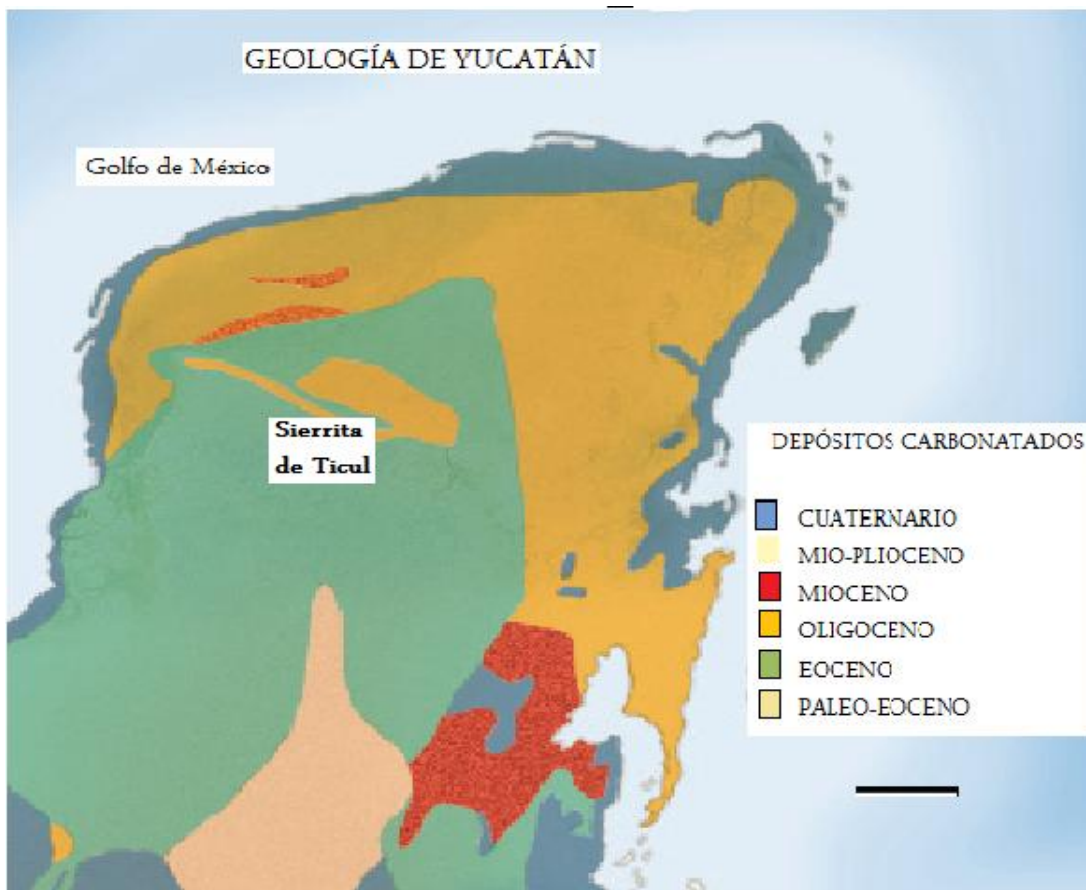 GEOLOGÍA DE YUCATÁN
Golfo de México
Sierrita
de Ticul
DEPÓSITOS CARBONATADOS
CUATERNARIO
MIO-PLIOCENO
MIOCENO
OLIGOCENO
EOCENO
PALEO-EOCENO